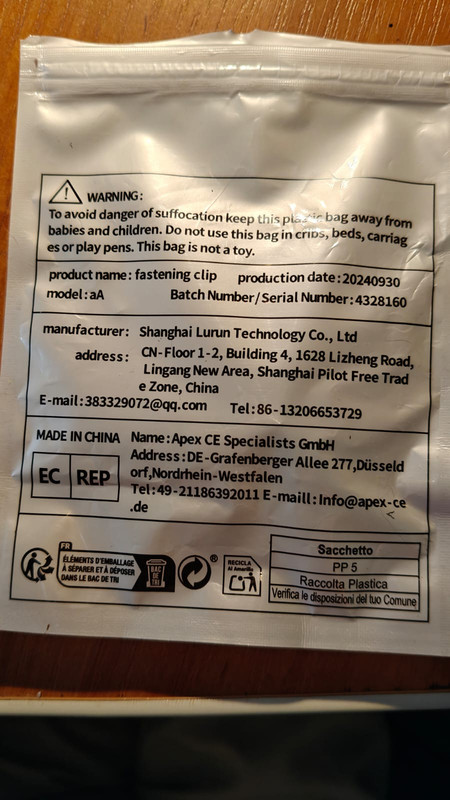 WARNING:
To avoid danger of suffocation keep this plastic bag away from
babies and children. Do not use this bag in cribs, beds, carriag
es or play pens. This bag is not a toy.
product name: fastening clip production date:20240930
model:aA Batch Number/Serial Number:4328160
manufacturer: Shanghai Lurun Technology Co., Ltd
address: CN-Floor 1-2, Building 4, 1628 Lizheng Road,
Lingang New Area, Shanghai Pilot Free Trad
e Zone, China
E-mail:383329072@qq.com Tel:86-13206653729
MADE IN CHINA Name:Apex CE Specialists GmbH
Address:DE-Grafenberger Allee 277,Düsseld
EC REP orf,Nordrhein-Westfalen
Tel:49-21186392011 E-maill:Info@apex-ce
.de
FR
ÉLÉMENTS D'EMBALLAGE
À SÉPARER ET À DÉPOSER
DANS LE BAC DE TRI
BAC
DE
TRI
®
RECICLA
Al Amarillo
Sacchetto
PP 5
Raccolta Plastica
Verifica le disposizioni del tuo Comune